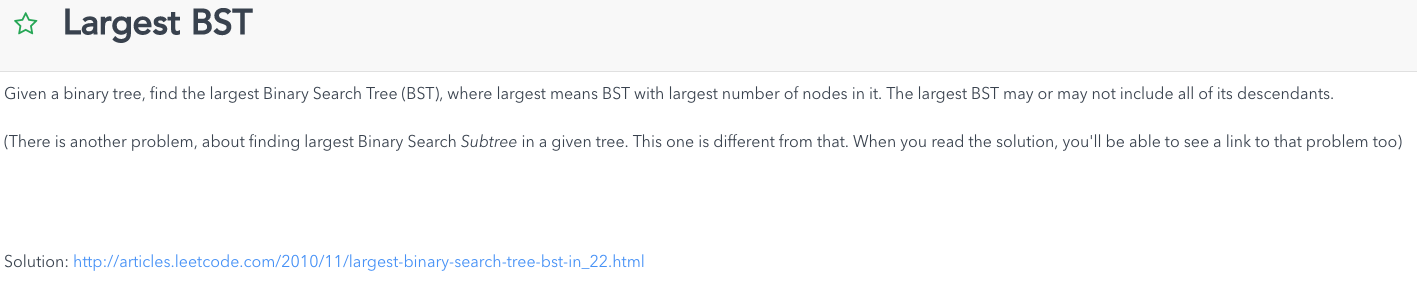 Largest BST
Given a binary tree, find the largest Binary Search Tree (BST), where largest means BST with largest number of nodes in it. The largest BST may or may not include all of its descendants.
(There is another problem, about finding largest Binary Search Subtree in a given tree. This one is different from that. When you read the solution, you'll be able to see a link to that problem too)
Solution: http://articles.leetcode.com/2010/11/largest-binary-search-tree-bst-in_22.html